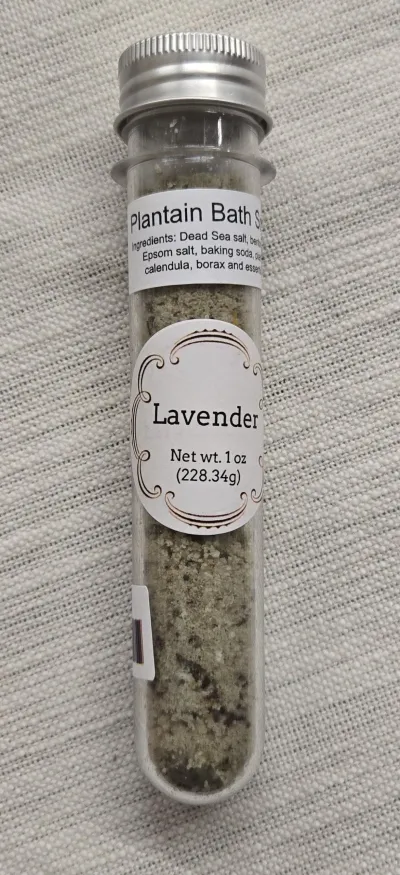 Plantain Bath
Ingredients: Dead Sea salt,
Epsom salt, baking soda,
calendula, borax and
Lavender
Net wt. 1 oz
(228.34g)